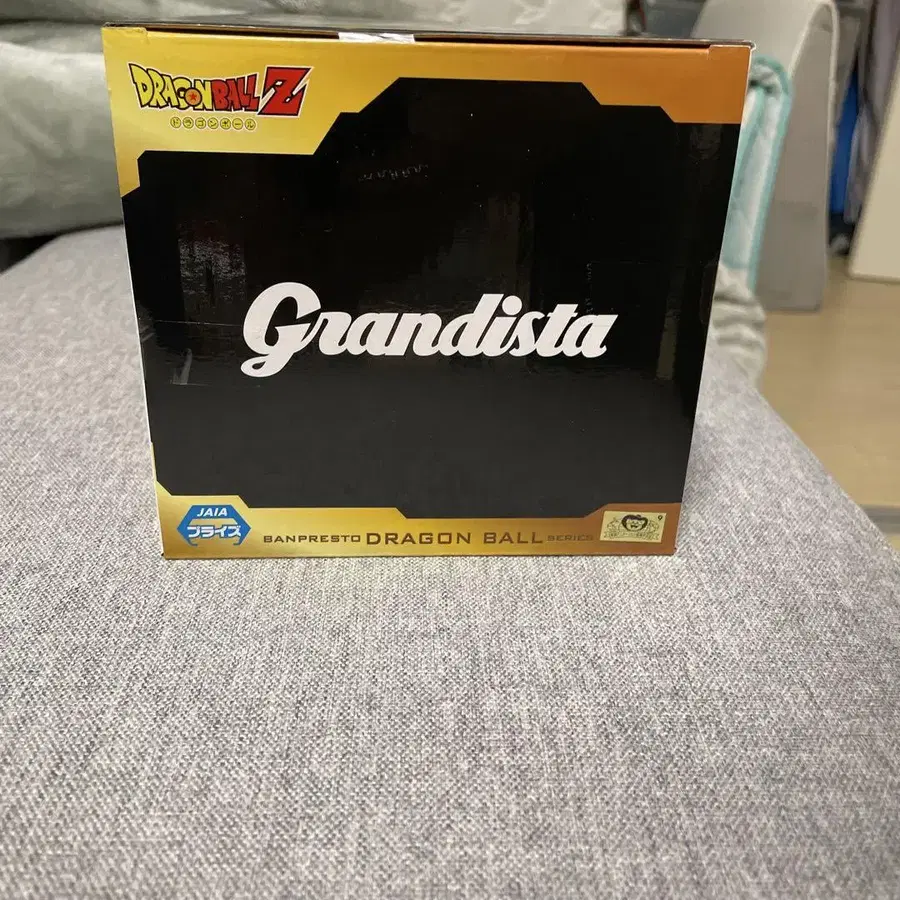 DRAGON BALL Z
ドラゴンボール
Grandista
JAIA
プライズ
BANPRESTO DRAGON BALL SERIES